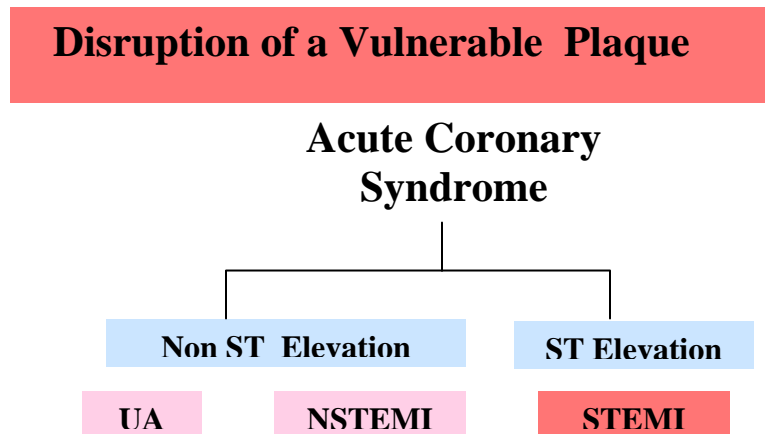 Disruption of a Vulnerable Plaque
Acute Coronary
Syndrome
Non ST Elevation
ST Elevation
UA
NSTEMI
STEMI